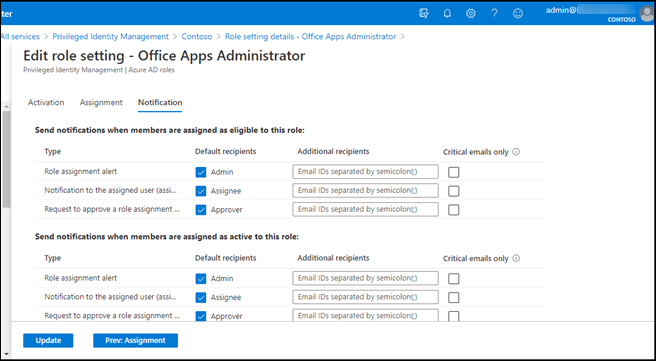 ter
admin@l
CONTOSO
All services > Privileged Identity Management > Contoso > Role setting details - Office Apps Administrator >
Edit role setting - Office Apps Administrator
Privileged Identity Management | Azure AD roles
Activation Assignment Notification
Send notifications when members are assigned as eligible to this role:
Type Default recipients Additional recipients Critical emails only
Role assignment alert Admin Email IDs separated by semicolon(;)
Notification to the assigned user (assi... Assignee Email IDs separated by semicolon(;)
Request to approve a role assignment ... Approver Email IDs separated by semicolon(;)
Send notifications when members are assigned as active to this role:
Type Default recipients Additional recipients Critical emails only
Role assignment alert Admin Email IDs separated by semicolon(;)
Notification to the assigned user (assi... Assignee Email IDs separated by semicolon(;)
Request to approve a role assignment ... Approver Email IDs separated by semicolon(;)
Update Prev: Assignment